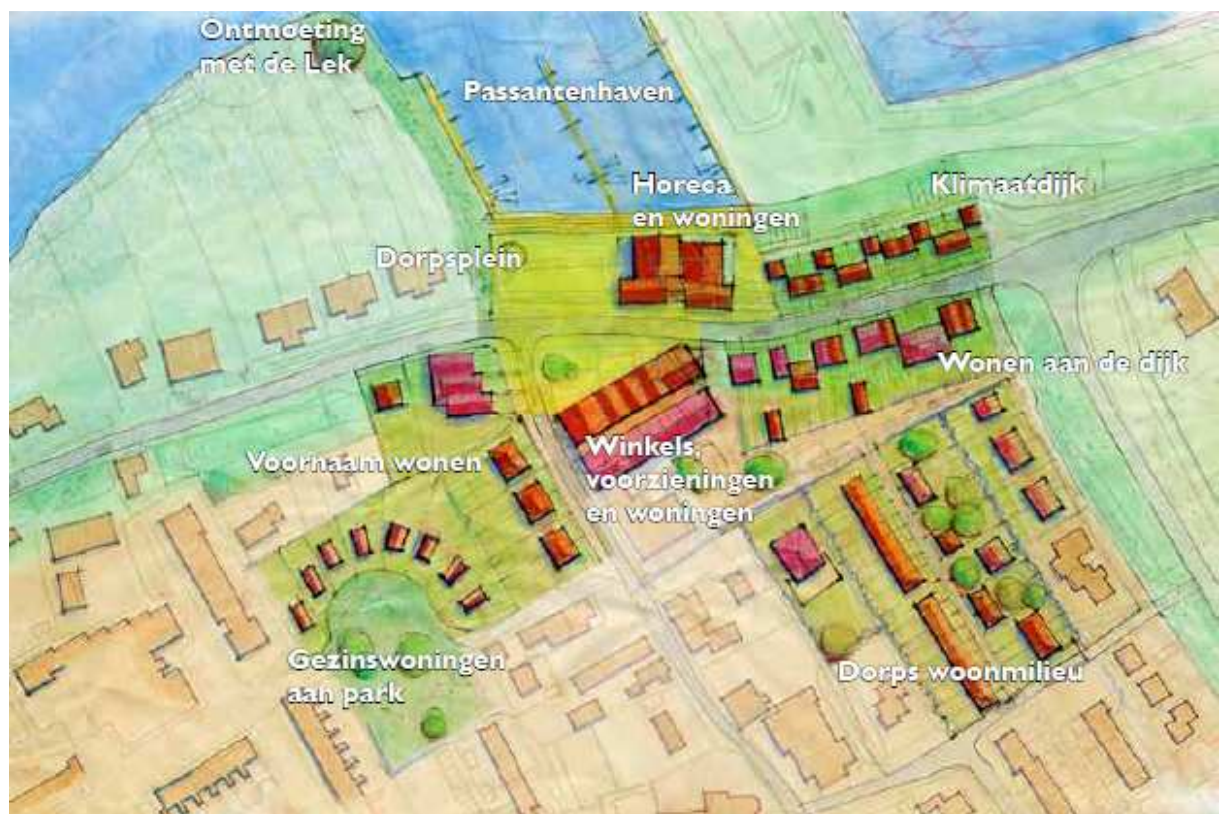 Ontmoeting
met de Lek
Passantenhaven
Horeca
en woningen
Klimaatdijk
Dorpsplein
Wonen aan de dijk
Voornaam wonen
Winkels,
voorzieningen
en woningen
Gezinswoningen
aan park
Dorps woonmilieu